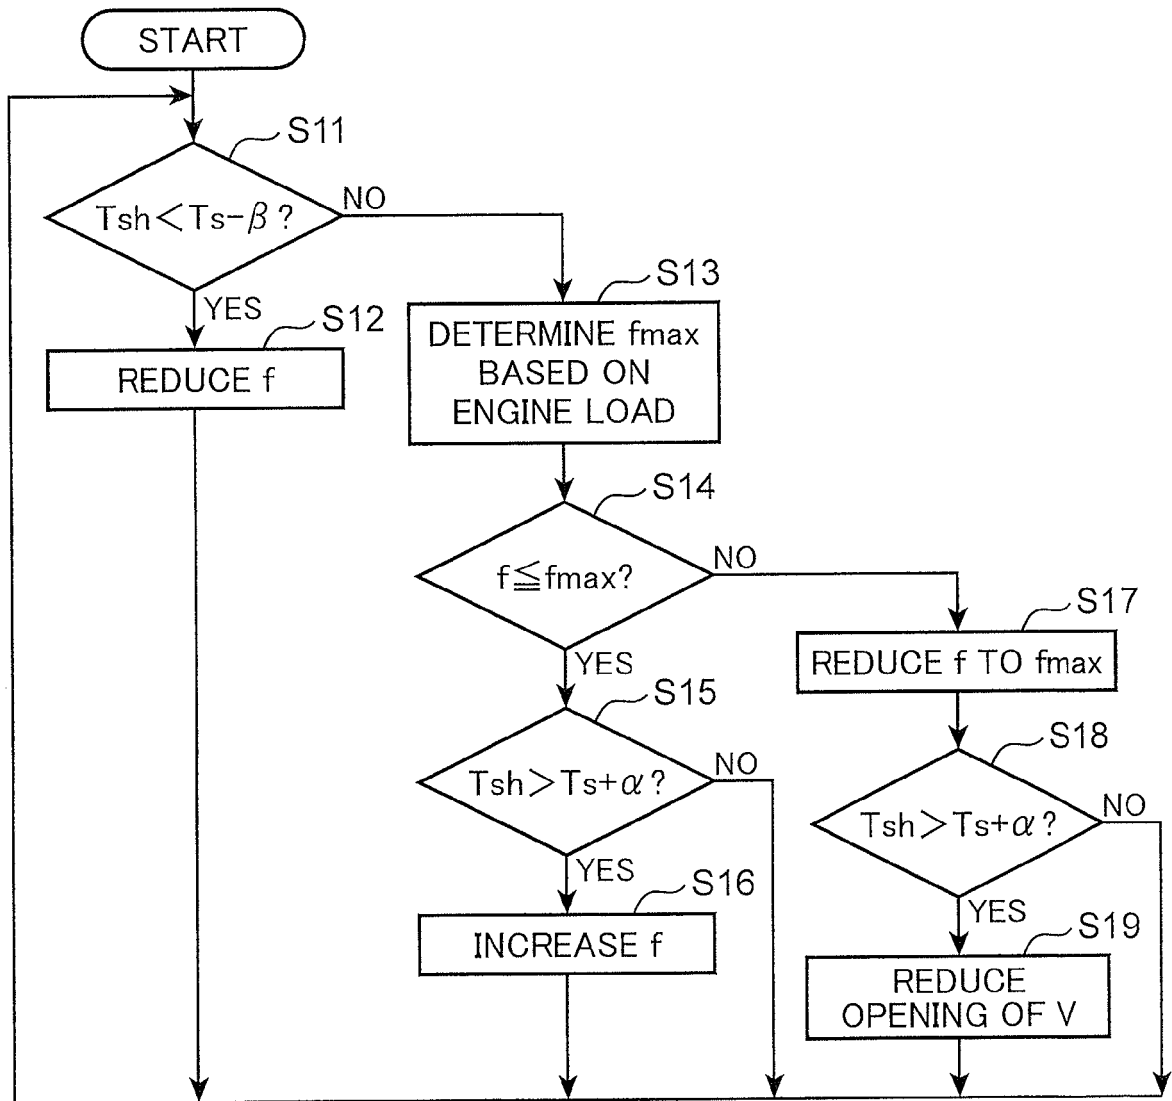 START
S11
Tsh<Ts-β?
NO
YES
S12
REDUCE f
S13
DETERMINE fmax
BASED ON
ENGINE LOAD
S14
f≦fmax?
NO
YES
S15
Tsh>Ts+α?
NO
YES
S16
INCREASE f
S17
REDUCE f TO fmax
S18
Tsh>Ts+α?
NO
YES
S19
REDUCE
OPENING OF V